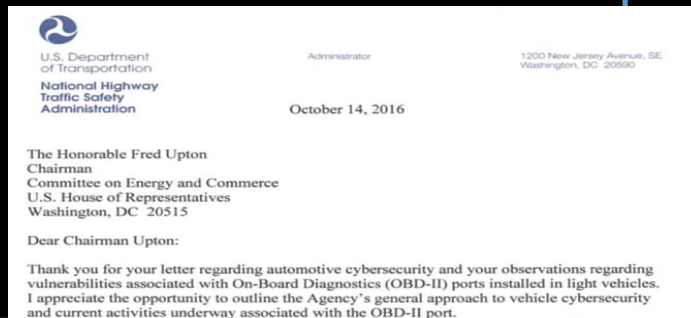 U.S. Department
of Transportation
National Highway
Traffic Safety
Administration
Administrator
1200 New Jersey Avenue, SE
Washington, DC 20590
October 14, 2016
The Honorable Fred Upton
Chairman
Committee on Energy and Commerce
U.S. House of Representatives
Washington, DC 20515
Dear Chairman Upton:
Thank you for your letter regarding automotive cybersecurity and your observations regarding
vulnerabilities associated with On-Board Diagnostics (OBD-II) ports installed in light vehicles.
I appreciate the opportunity to outline the Agency's general approach to vehicle cybersecurity
and current activities underway associated with the OBD-II port.